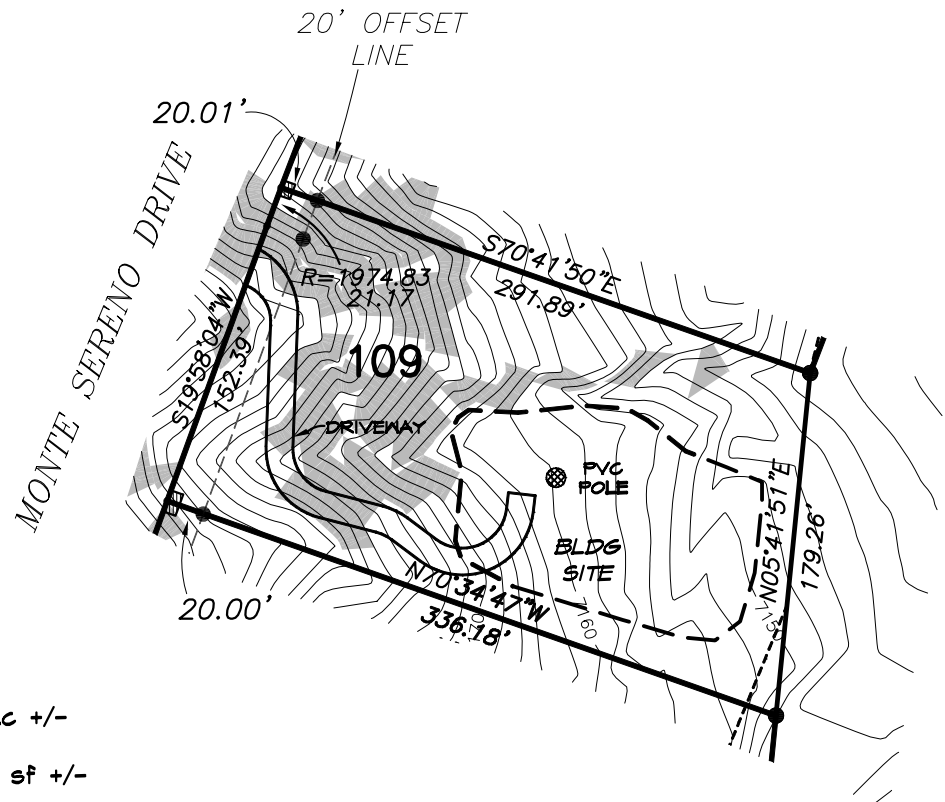 20' OFFSET
LINE
20.01'
MONTE SERENO DRIVE
S70°41'50"E
291.89'
R=1974.83
21.17
109
S19°58'04"W
152.39'
DRIVEWAY
PVC
POLE
BLDG
SITE
N05°41'51"E
179.26'
N70°34'47"W
336.18'
160
20.00'
+/-
sf +/-